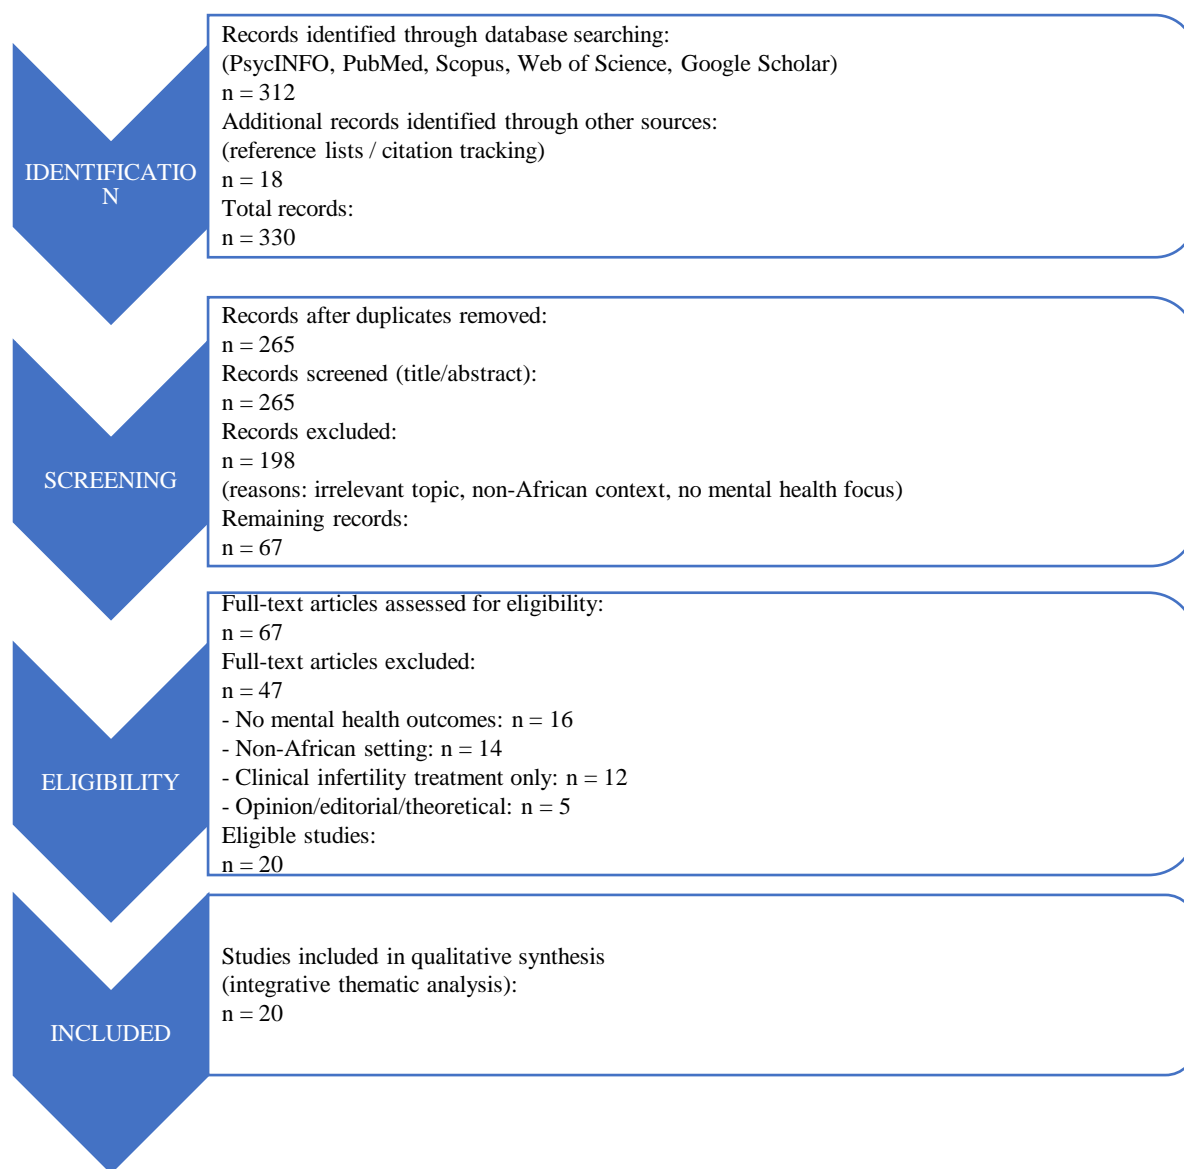 IDENTIFICATIO
N
Records identified through database searching:
(PsycINFO, PubMed, Scopus, Web of Science, Google Scholar)
n = 312
Additional records identified through other sources:
(reference lists / citation tracking)
n = 18
Total records:
n = 330
SCREENING
Records after duplicates removed:
n = 265
Records screened (title/abstract):
n = 265
Records excluded:
n = 198
(reasons: irrelevant topic, non-African context, no mental health focus)
Remaining records:
n = 67
ELIGIBILITY
Full-text articles assessed for eligibility:
n = 67
Full-text articles excluded:
n = 47
- No mental health outcomes: n = 16
- Non-African setting: n = 14
- Clinical infertility treatment only: n = 12
- Opinion/editorial/theoretical: n = 5
Eligible studies:
n = 20
INCLUDED
Studies included in qualitative synthesis
(integrative thematic analysis):
n = 20